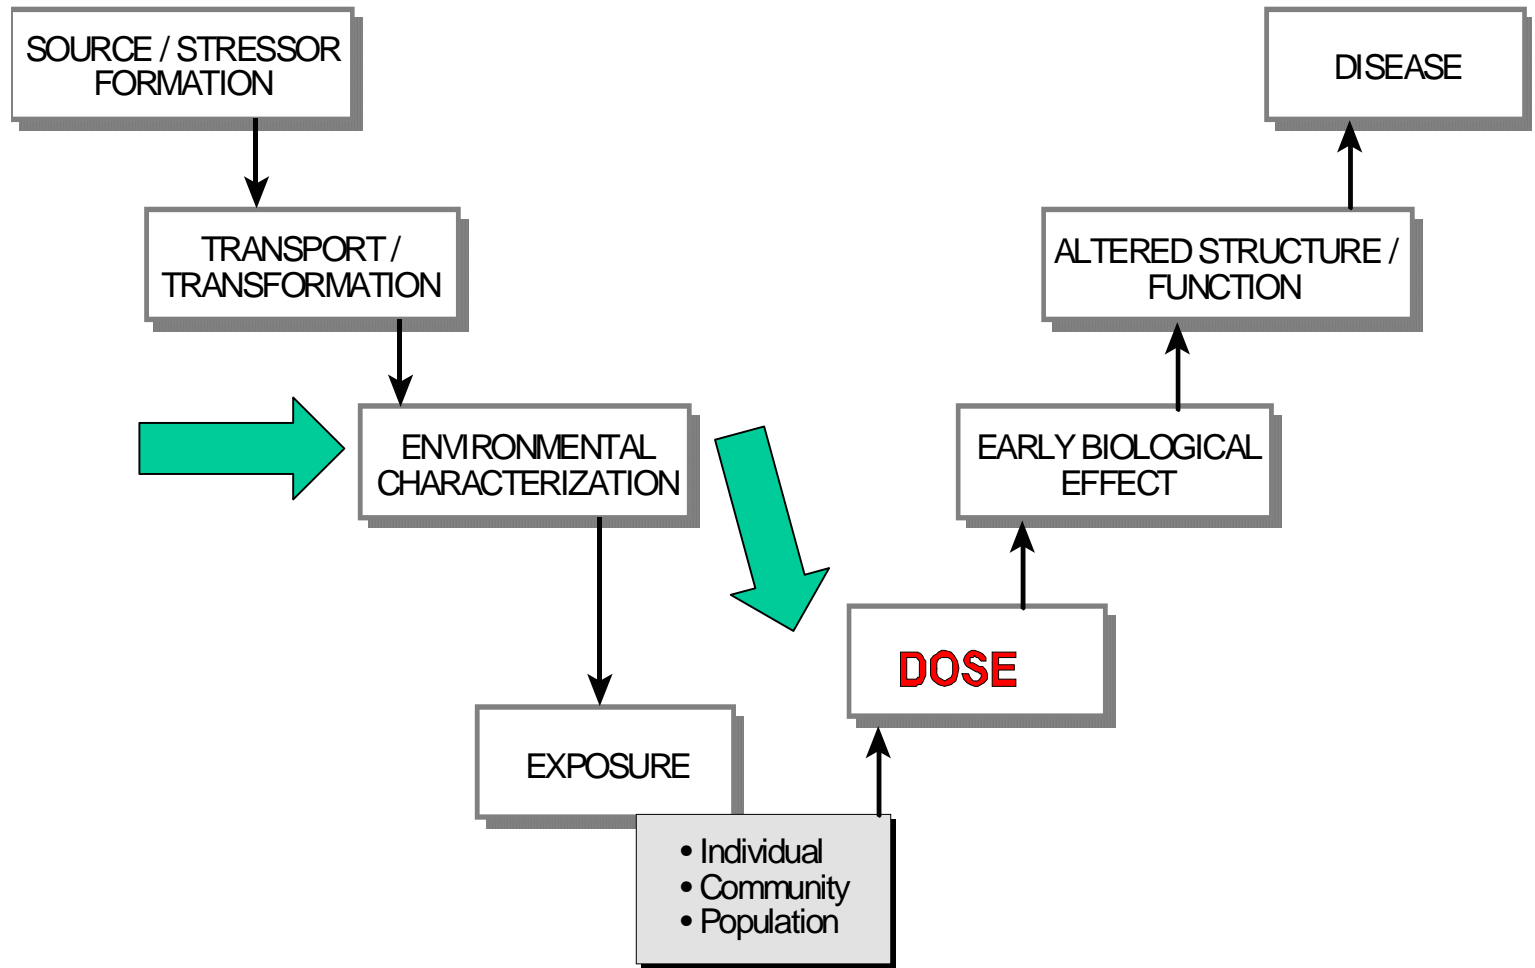 SOURCE / STRESSOR
FORMATION
TRANSPORT /
TRANSFORMATION
ENVIRONMENTAL
CHARACTERIZATION
EXPOSURE
• Individual
• Community
• Population
DOSE
EARLY BIOLOGICAL
EFFECT
ALTERED STRUCTURE /
FUNCTION
DISEASE